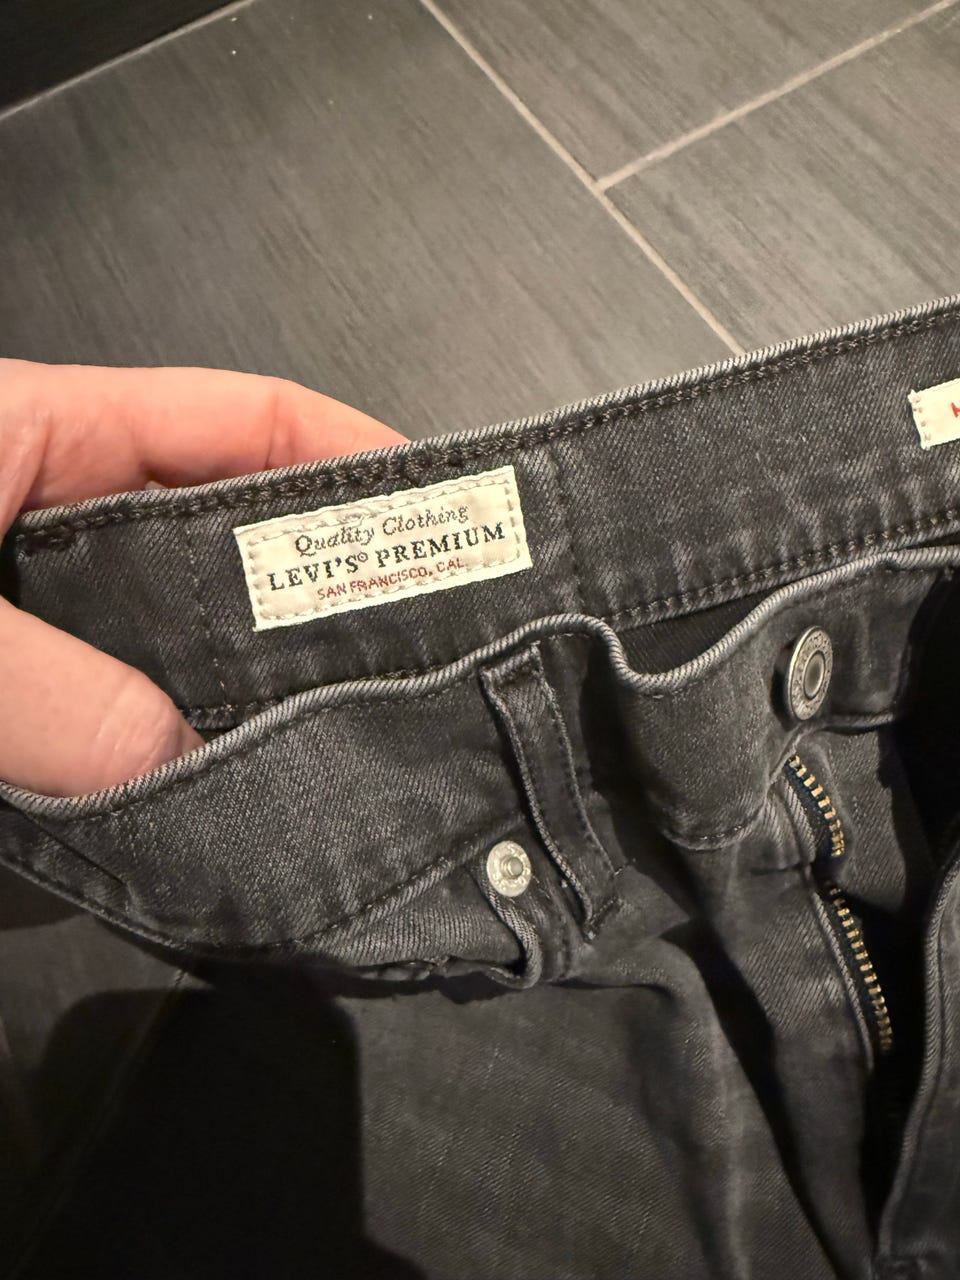 Quality Clothing
LEVI'S® PREMIUM
SAN FRANCISCO, CAL.